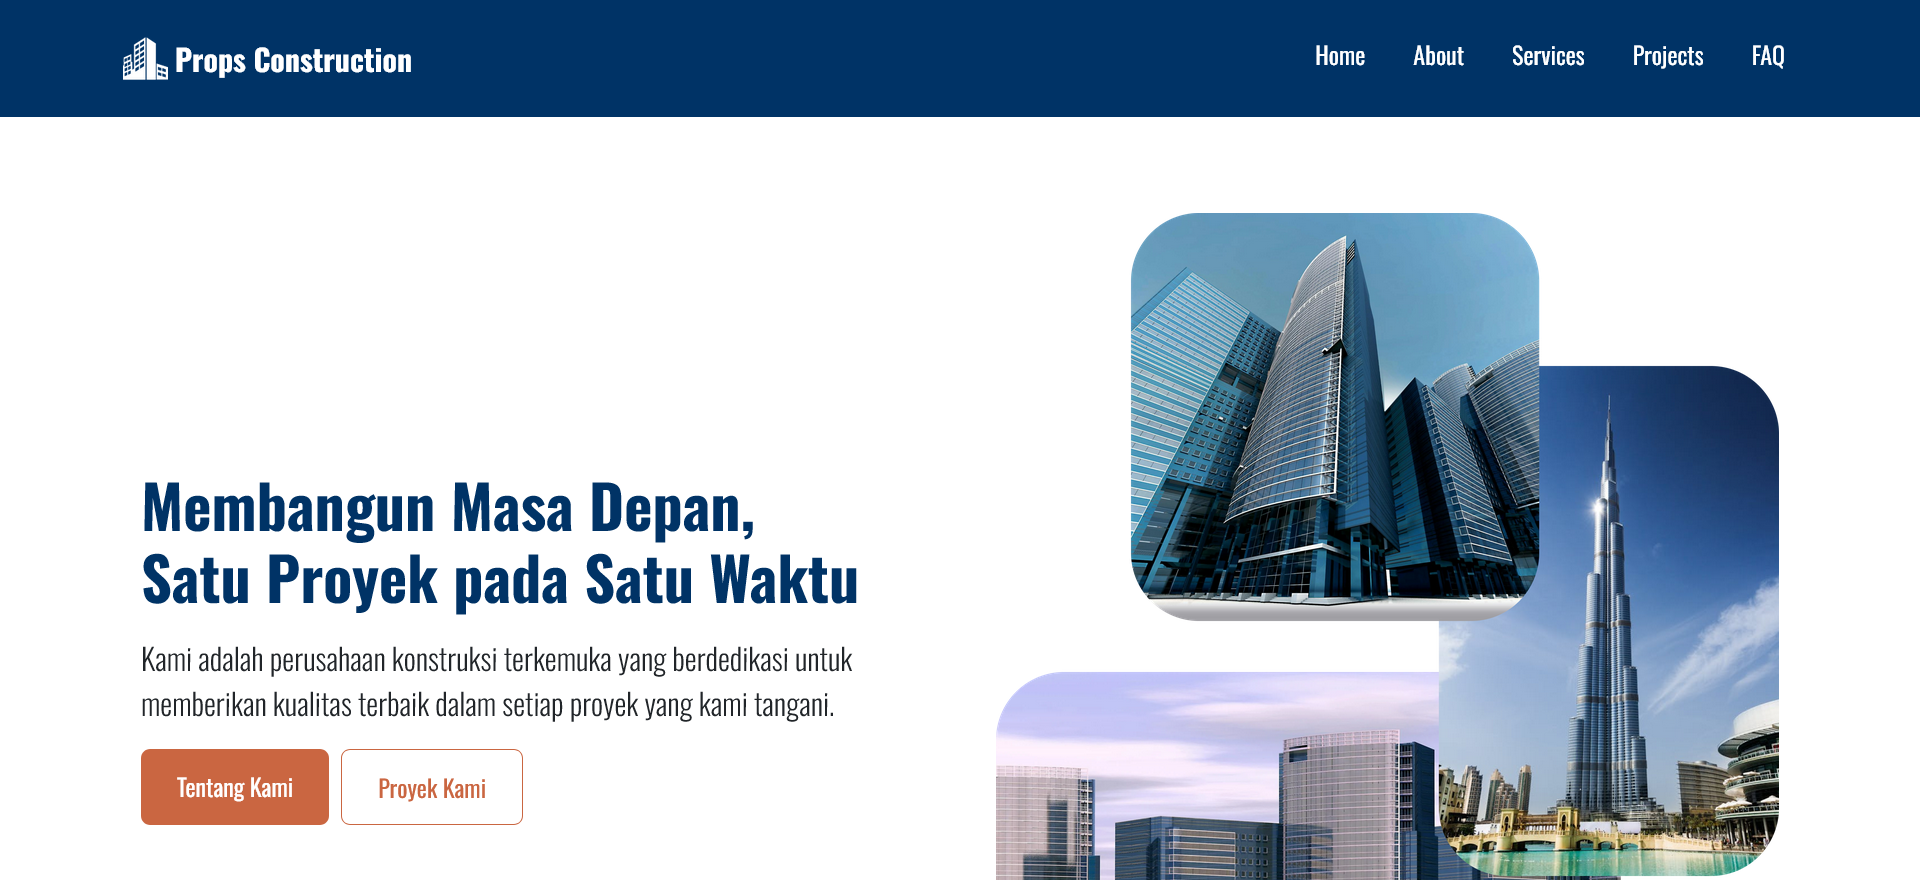 Props Construction
Home About Services Projects FAQ
Membangun Masa Depan,
Satu Proyek pada Satu Waktu
Kami adalah perusahaan konstruksi terkemuka yang berdedikasi untuk
memberikan kualitas terbaik dalam setiap proyek yang kami tangani.
Tentang Kami
Proyek Kami